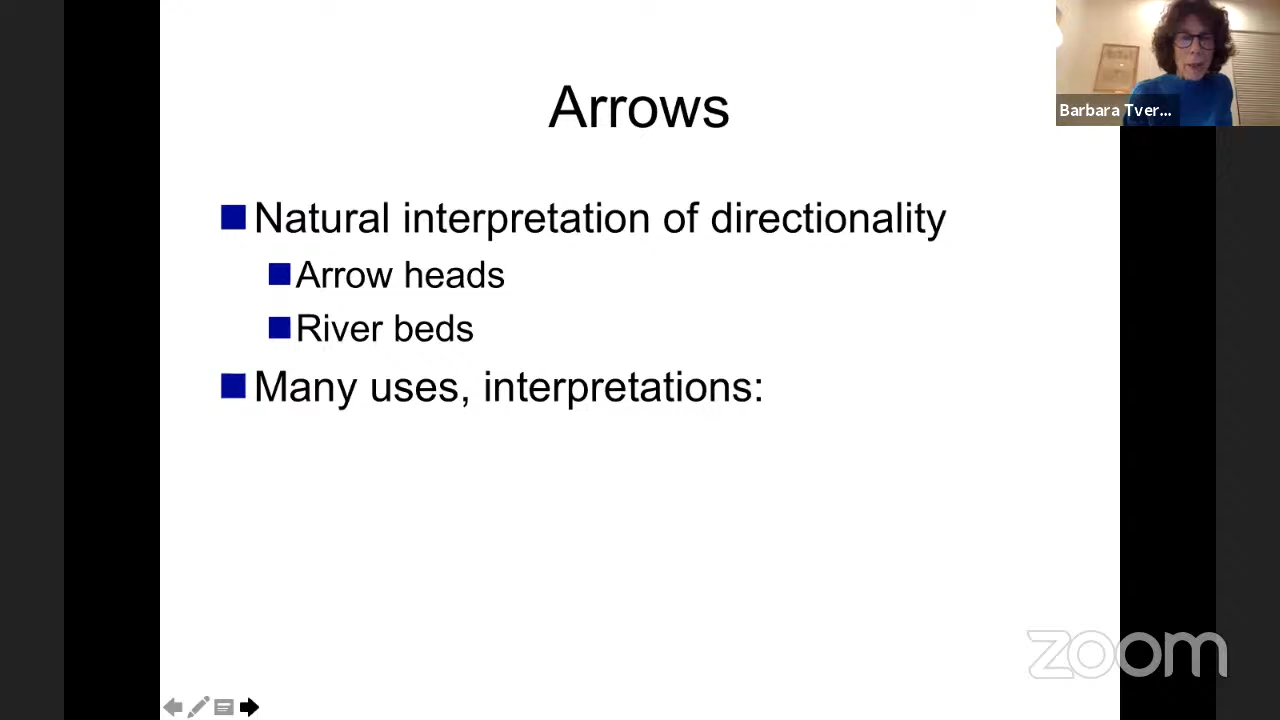 Arrows
Barbara Tver...
Natural interpretation of directionality
Arrow heads
River beds
Many uses, interpretations:
zoom